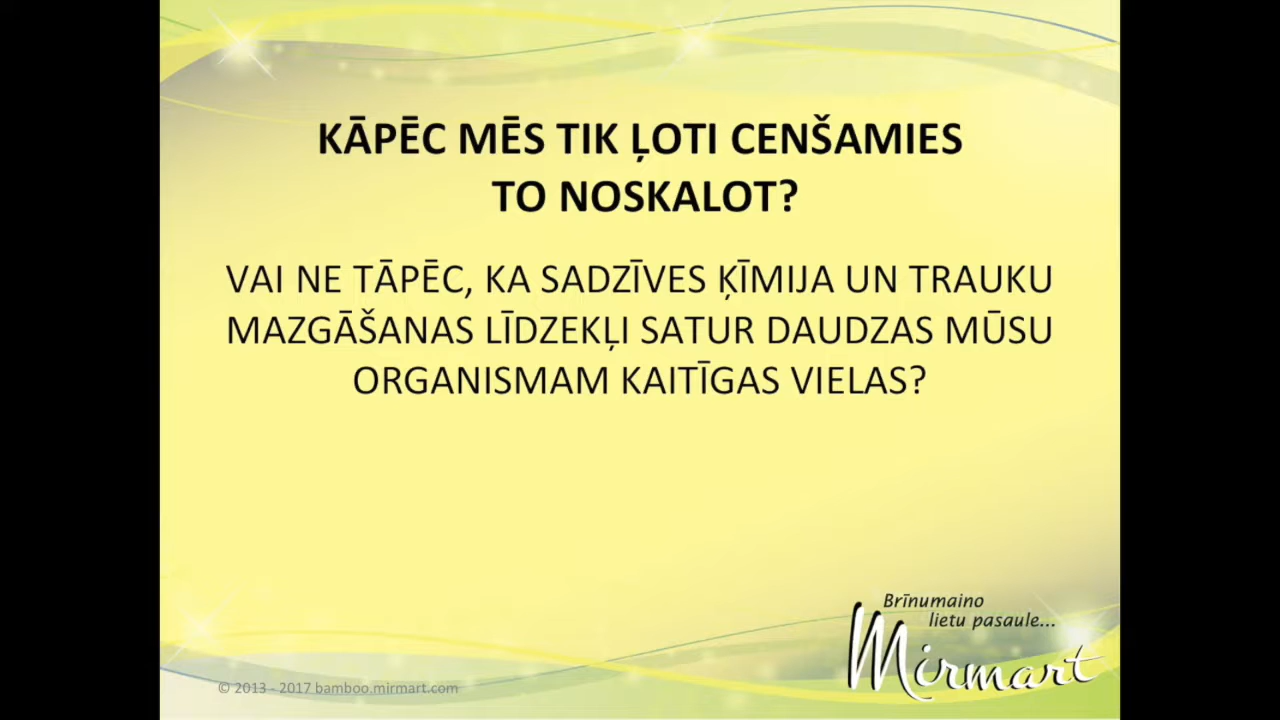 KĀPĒC MĒS TIK ĻOTI CENŠAMIES
TO NOSKALOT?
VAI NE TĀPĒC, KA SADZĪVES ĶĪMIJA UN TRAUKU
MAZGĀŠANAS LĪDZEKĻI SATUR DAUDZAS MŪSU
ORGANISMAM KAITĪGAS VIELAS?
Brīnumaino
lietu pasaule...
Mirmart
© 2013 - 2017 bamboo.mirmart.com